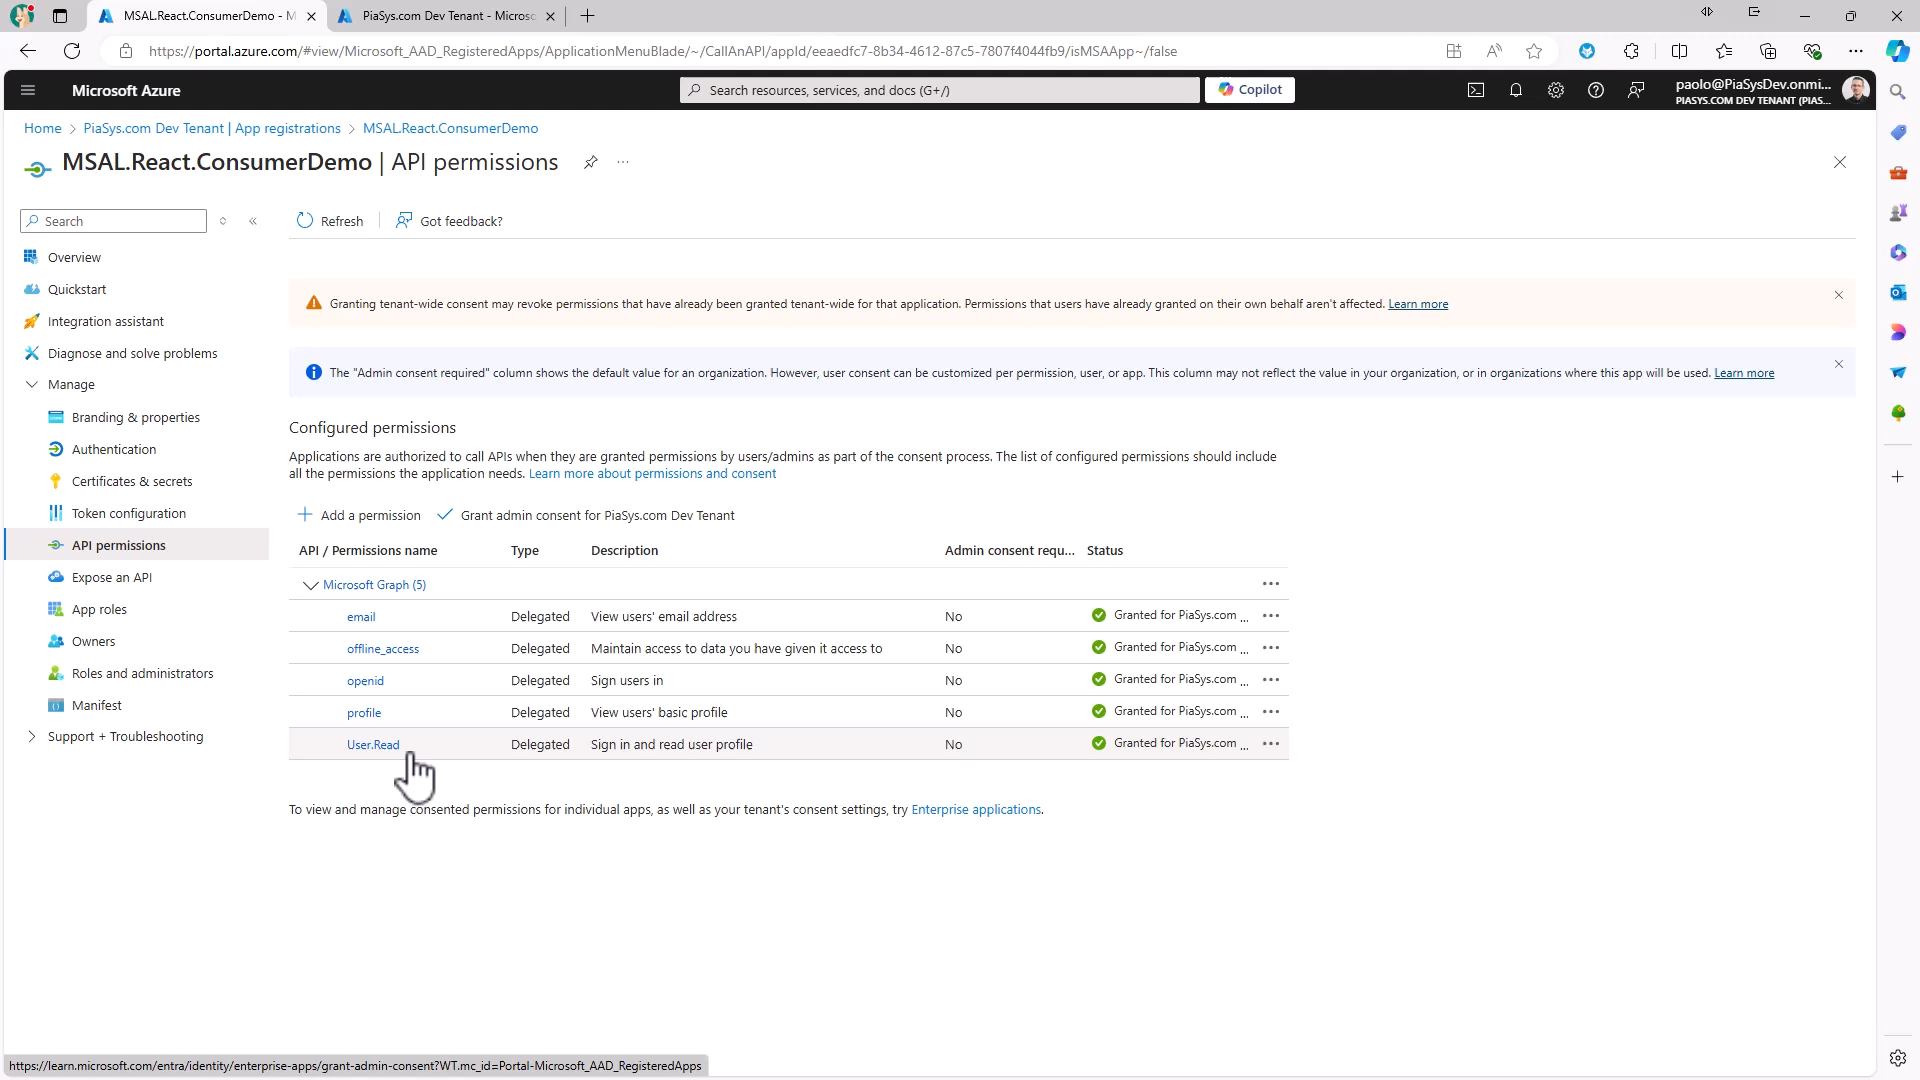 MSAL.React.ConsumerDemo - M
PiaSys.com Dev Tenant - Microsc
https://portal.azure.com/#view/Microsoft_AAD_RegisteredApps/ApplicationMenuBlade/~/CallAnAPI/appId/eeaedfc7-8b34-4612-87c5-7807f4044fb9/isMSAApp~/false
Microsoft Azure
Search resources, services, and docs (G+/)
Copilot
paolo@PiaSysDev.onmi...
PIASYS.COM DEV TENANT (PIAS...
Home > PiaSys.com Dev Tenant | App registrations > MSAL.React.ConsumerDemo
MSAL.React.ConsumerDemo | API permissions
Search
Refresh
Got feedback?
Overview
Quickstart
Integration assistant
Diagnose and solve problems
Manage
Branding & properties
Authentication
Certificates & secrets
Token configuration
API permissions
Expose an API
App roles
Owners
Roles and administrators
Manifest
Support + Troubleshooting
Granting tenant-wide consent may revoke permissions that have already been granted tenant-wide for that application. Permissions that users have already granted on their own behalf aren't affected. Learn more
The "Admin consent required" column shows the default value for an organization. However, user consent can be customized per permission, user, or app. This column may not reflect the value in your organization, or in organizations where this app will be used. Learn more
Configured permissions
Applications are authorized to call APIs when they are granted permissions by users/admins as part of the consent process. The list of configured permissions should include
all the permissions the application needs. Learn more about permissions and consent
Add a permission
Grant admin consent for PiaSys.com Dev Tenant
API / Permissions name Type Description Admin consent requ... Status
Microsoft Graph (5)
email Delegated View users' email address No Granted for PiaSys.com ...
offline_access Delegated Maintain access to data you have given it access to No Granted for PiaSys.com ...
openid Delegated Sign users in No Granted for PiaSys.com ...
profile Delegated View users' basic profile No Granted for PiaSys.com ...
User.Read Delegated Sign in and read user profile No Granted for PiaSys.com ...
To view and manage consented permissions for individual apps, as well as your tenant's consent settings, try Enterprise applications.
https://learn.microsoft.com/entra/identity/enterprise-apps/grant-admin-consent?WT.mc_id=Portal-Microsoft_AAD_RegisteredApps